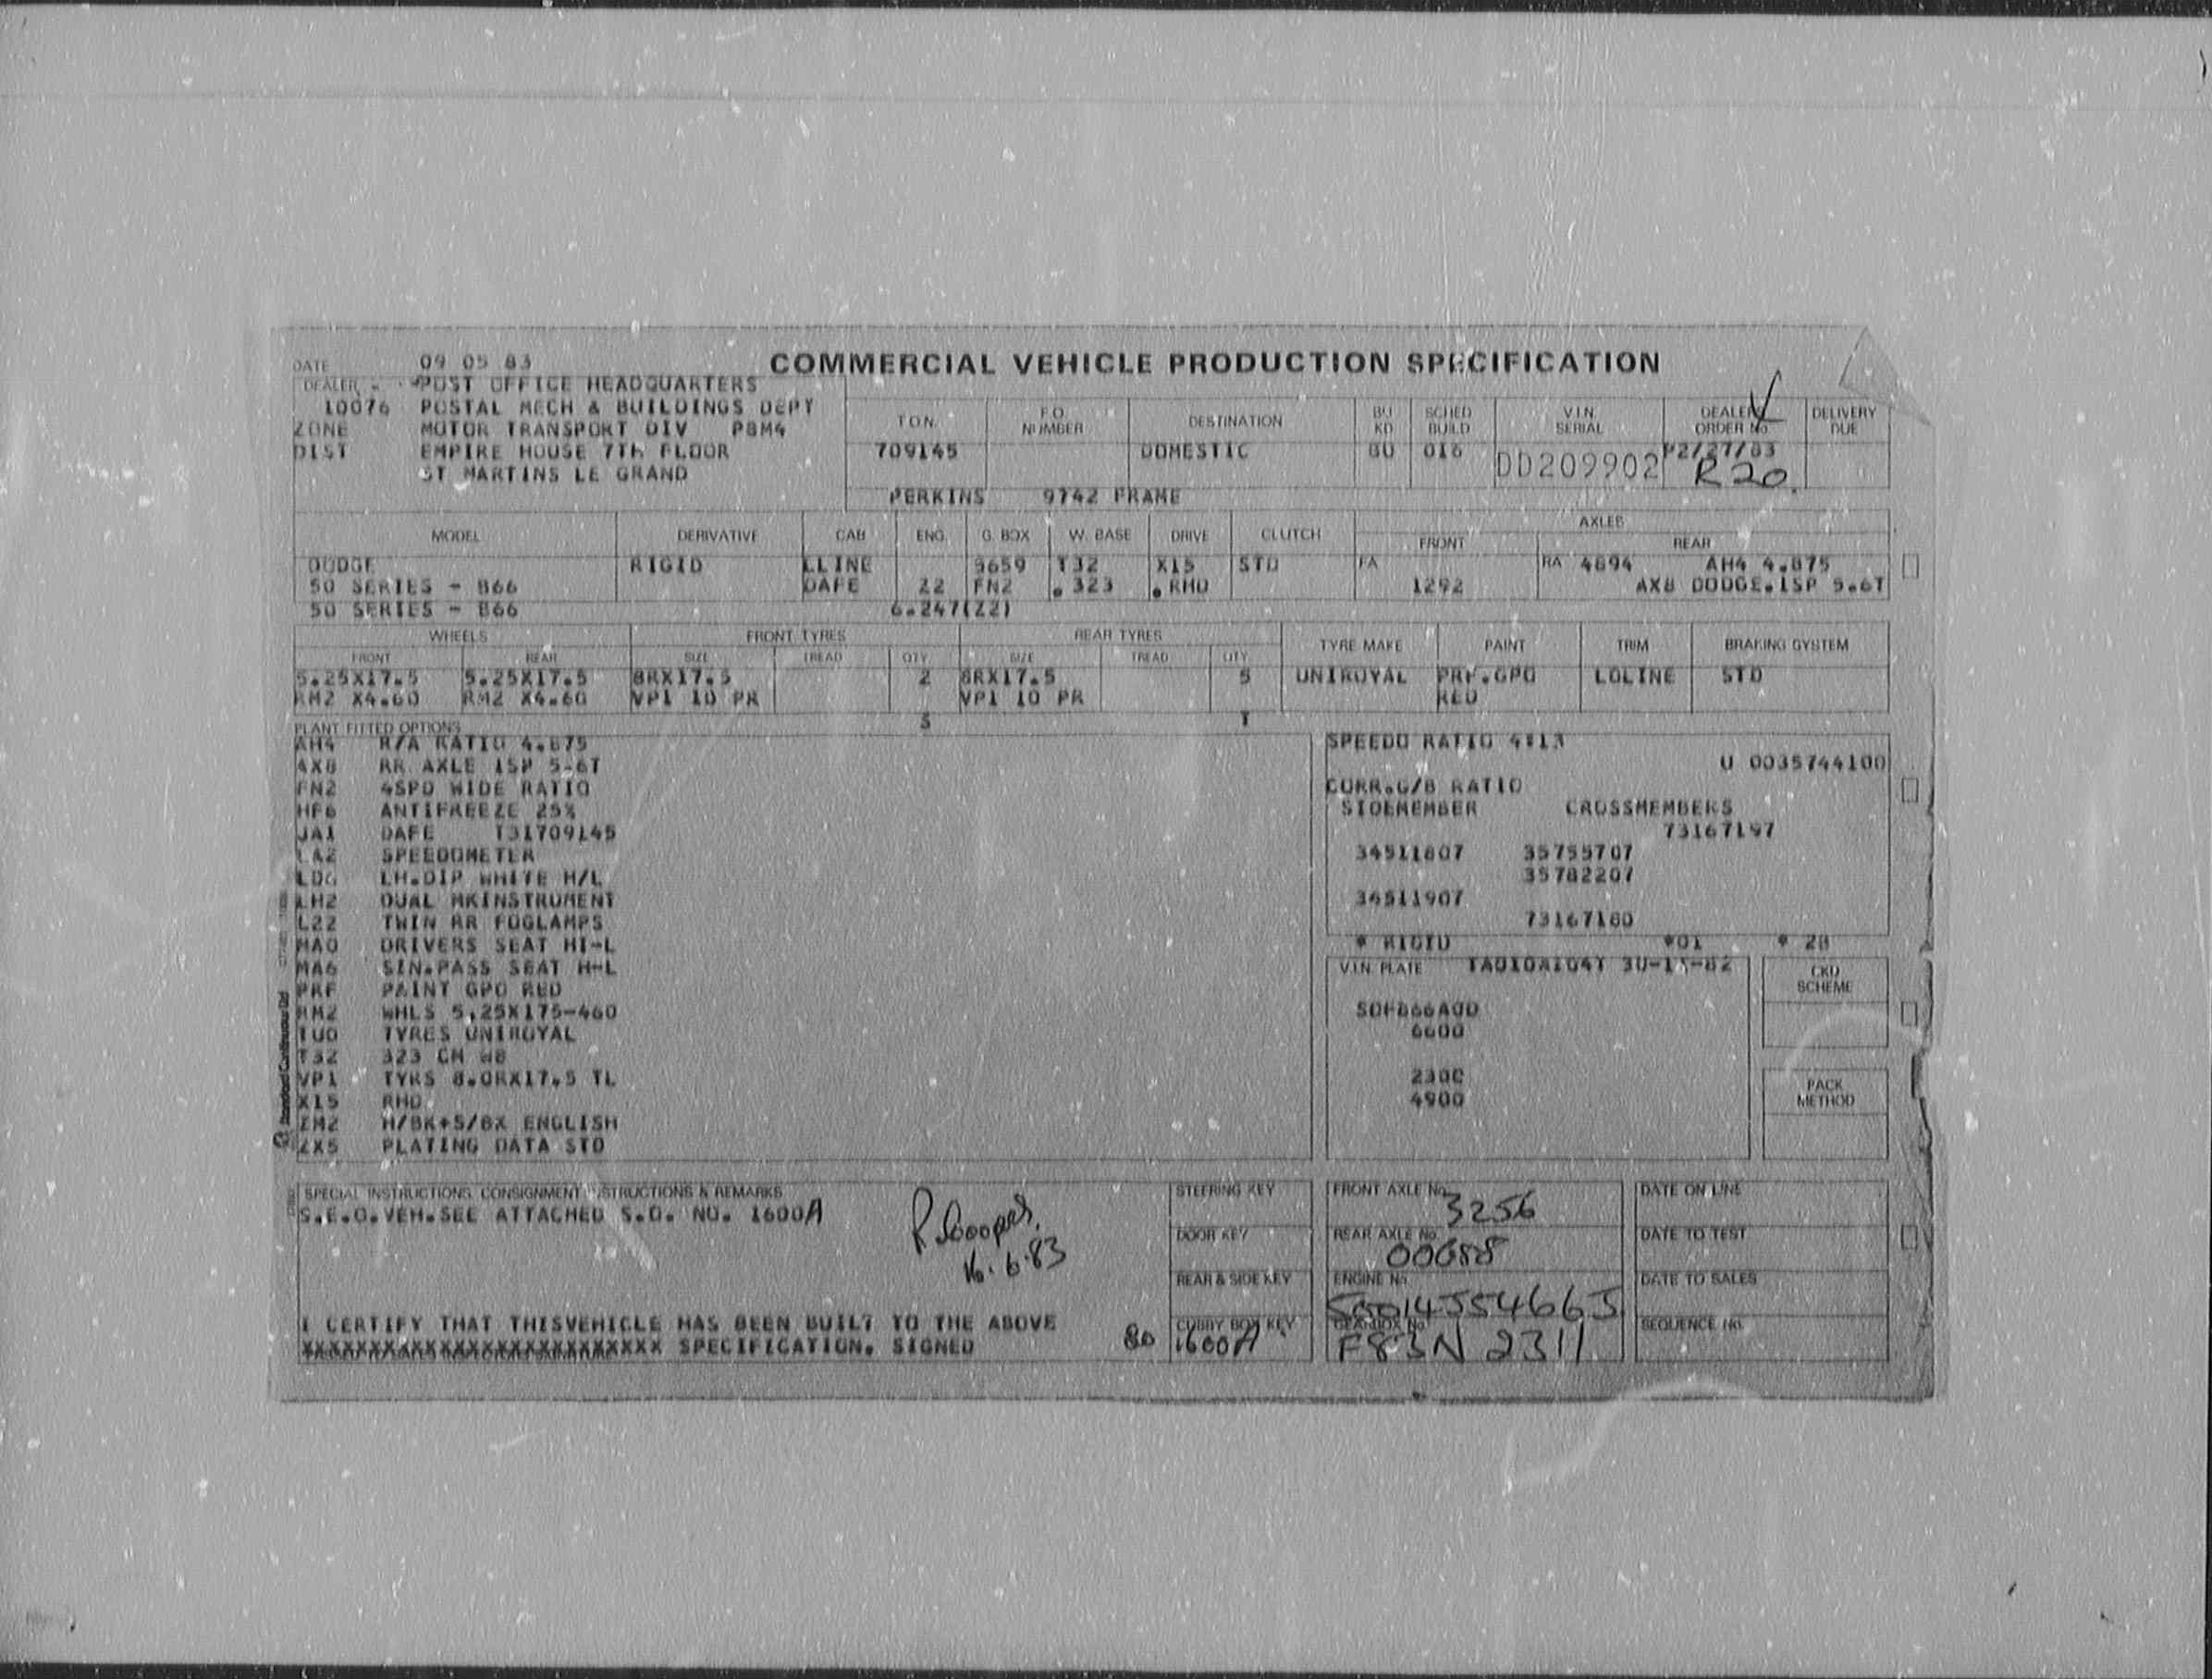 DATE 09 05 83 COMMERCIAL VEHICLE PRODUCTION SPECIFICATION
DEALER POST OFFICE HEADQUARTERS
10076 POSTAL MECH & BUILDINGS DEPT
ZONE MOTOR TRANSPORT DIV PBM4
DIST EMPIRE HOUSE 7TH FLOOR
ST MARTINS LE GRAND
T.O.N. F.O. NUMBER DESTINATION BU KD SCHED BUILD V.I.N. SERIAL DEALER ORDER No. DELIVERY DUE
709145 DOMESTIC BU 016 DD209902 P2/27/83
R20.
PERKINS 9742 FRAME
MODEL DERIVATIVE CAB ENG. G. BOX W. BASE DRIVE CLUTCH AXLES
FRONT REAR
DODGE RIGID LLINE 9659 T32 X15 STD FA RA 4894 AH4 4.875
50 SERIES - B66 DAFE Z2 FN2 .323 .RHD 1292 AX8 DODGE.1SP 5.6T
50 SERIES - B66 6.247(Z2)
WHEELS FRONT TYRES REAR TYRES TYRE MAKE PAINT TRIM BRAKING SYSTEM
FRONT REAR SIZE TREAD QTY SIZE TREAD QTY
5.25X17.5 5.25X17.5 8RX17.5 2 8RX17.5 5 UNIROYAL PRF.GPO LOLINE STD
RM2 X4.60 RM2 X4.60 VP1 10 PR VP1 10 PR RED
S T
PLANT FITTED OPTIONS
AH4 R/A RATIO 4.875
AX8 RR AXLE 1SP 5.6T
FN2 4SPD WIDE RATIO
HF6 ANTIFREEZE 25%
JA1 DAFE T31709145
LA2 SPEEDOMETER
LDG LH.DIP WHITE H/L
LH2 DUAL MKINSTRUMENT
L22 TWIN RR FOGLAMPS
MA0 DRIVERS SEAT HI-L
MA6 SIN.PASS SEAT H-L
PRF PAINT GPO RED
RM2 WHLS 5.25X175-460
TU0 TYRES UNIROYAL
T32 323 CM WB
VP1 TYRS 8.0RX17.5 TL
X15 RHD
ZM2 H/BK+S/BX ENGLISH
ZX5 PLATING DATA STD
SPEEDO RATIO 4:13
U 0035744100
CORR.G/B RATIO
SIDEMEMBER CROSSMEMBERS
73167197
34511807 35755707
35782207
34511907
73167180
* RIGID *01 * 28
V.I.N. PLATE
SDFB66A0D
6600
2300
4900
CKD SCHEME
PACK METHOD
Standard Continuous Ltd
SPECIAL INSTRUCTIONS, CONSIGNMENT INSTRUCTIONS & REMARKS
S.E.O.VEH.SEE ATTACHED S.O. NO. 1600A
R. Cooper.
16.6.83
I CERTIFY THAT THISVEHICLE HAS BEEN BUILT TO THE ABOVE
SPECIFICATION. SIGNED
STEERING KEY
DOOR KEY
REAR & SIDE KEY
CUBBY BOX KEY
80 1600A
FRONT AXLE No. 3256
REAR AXLE No. 00688
ENGINE No.
GEARBOX No. F83N 2311
DATE ON LINE
DATE TO TEST
DATE TO SALES
SEQUENCE No.